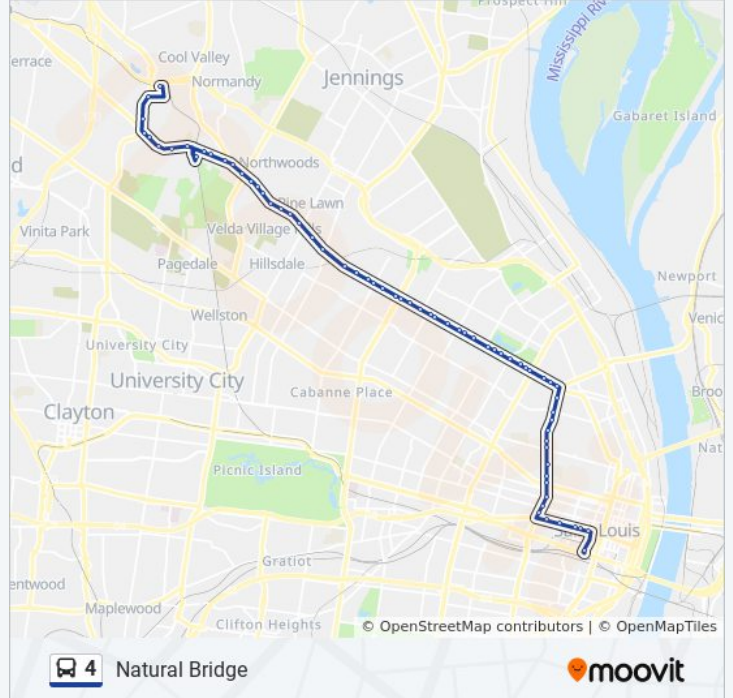 Prospect Hill
Mississippi Riv
Cool Valley
errace
Normandy
Jennings
Gabaret Island
d
Northwoods
Pine Lawn
Vinita Park
Velda Village Hills
Pagedale
Hillsdale
Newport
Wellston
Venic
University City
University City
Cabanne Place
Broo
Clayton
Nat
Picnic Island
Louis
Gratiot
entwood
Maplewood
Clifton Heights
© OpenStreetMap contributors | © OpenMapTiles
4 Natural Bridge
moovit